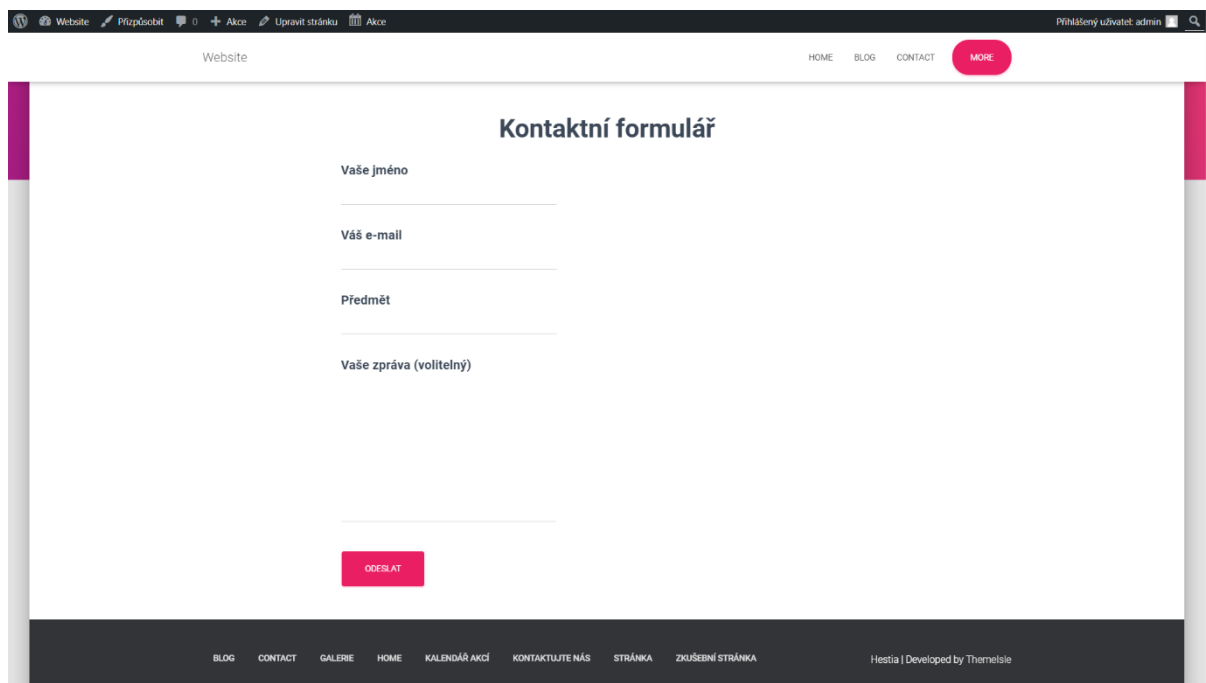 Website Přizpůsobit 0 Akce Upravit stránku Akce Přihlášený uživatel: admin
Website HOME BLOG CONTACT MORE
Kontaktní formulář
Vaše jméno
Váš e-mail
Předmět
Vaše zpráva (volitelný)
ODESLAT
BLOG CONTACT GALERIE HOME KALENDÁŘ AKCÍ KONTAKTUJTE NÁS STRÁNKA ZKUŠEBNÍ STRÁNKA Hestia | Developed by ThemeIsle